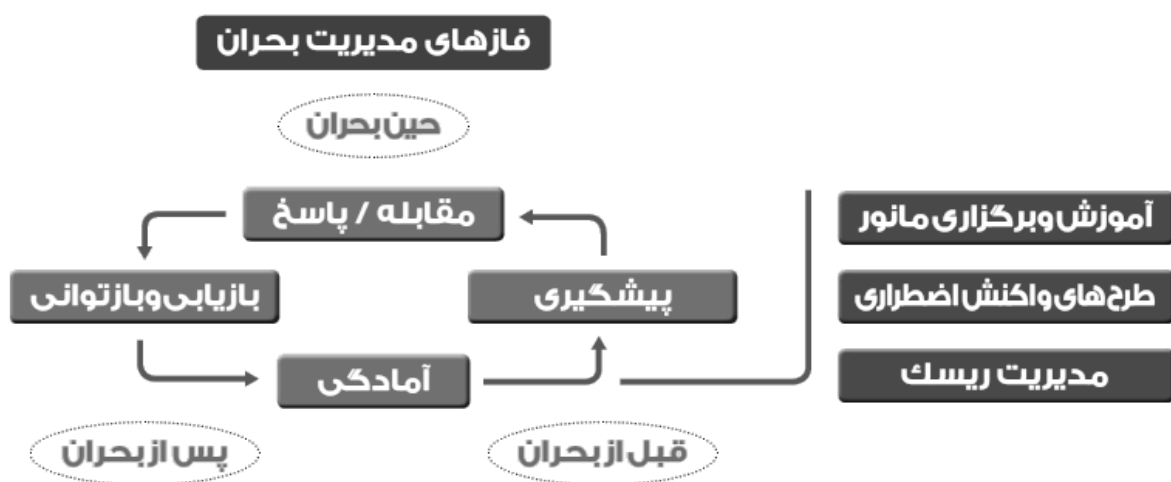 فازهای مدیریت بحران
حین بحران
مقابله / پاسخ
آموزش و برگزاری مانور
پیشگیری
بازیابی و بازتوانی
طرح‌های واکنش اضطراری
آمادگی
مدیریت ریسک
قبل از بحران
پس از بحران